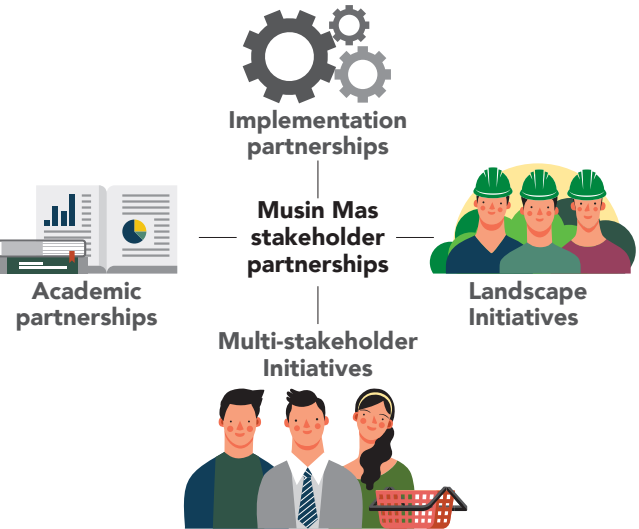 Implementation
partnerships
Musin Mas
stakeholder
partnerships
Academic
partnerships
Landscape
Initiatives
Multi-stakeholder
Initiatives